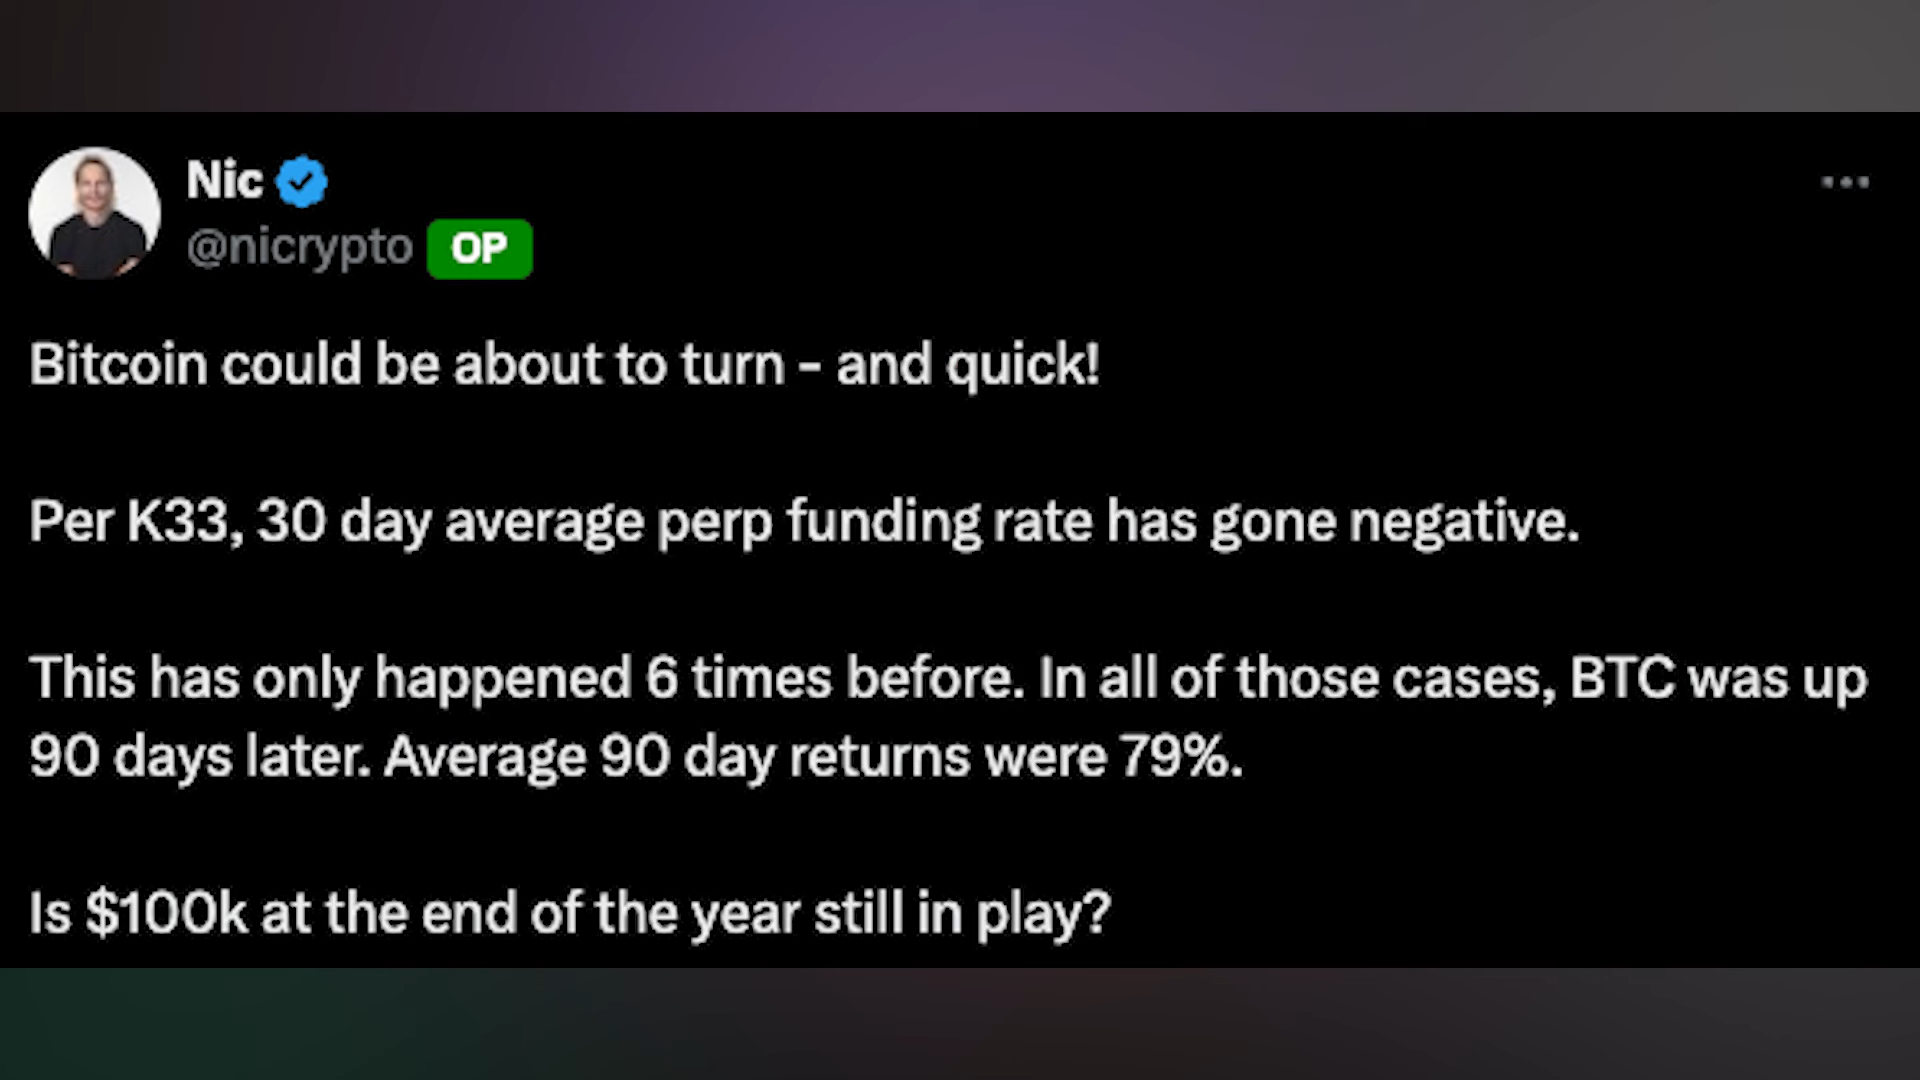 Nic
@nicrypto OP
Bitcoin could be about to turn - and quick!
Per K33, 30 day average perp funding rate has gone negative.
This has only happened 6 times before. In all of those cases, BTC was up
90 days later. Average 90 day returns were 79%.
Is $100k at the end of the year still in play?